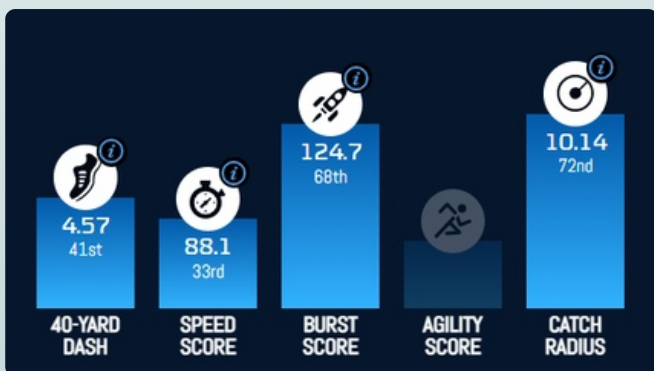 4.57
41st
88.1
33rd
124.7
68th
10.14
72nd
40-YARD
DASH
SPEED
SCORE
BURST
SCORE
AGILITY
SCORE
CATCH
RADIUS
i
i
i
i